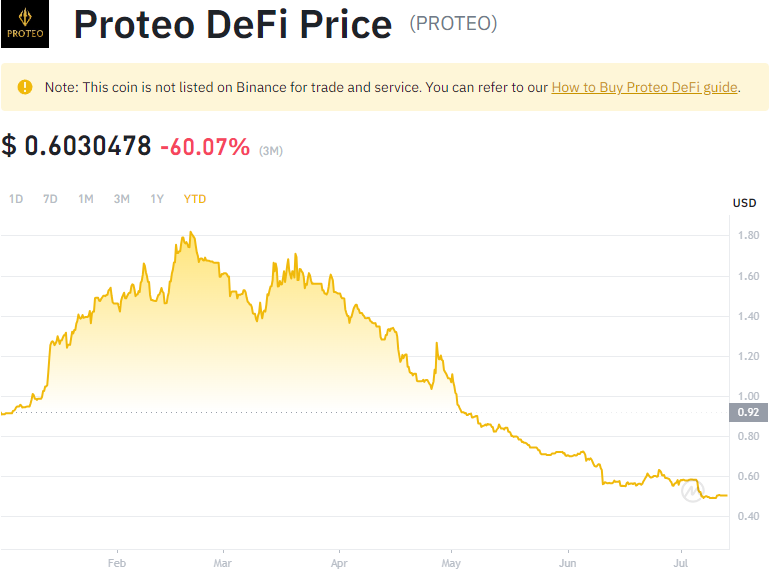 PROTEO
Proteo DeFi Price (PROTEO)
Note: This coin is not listed on Binance for trade and service. You can refer to our How to Buy Proteo DeFi guide.
$ 0.6030478 -60.07% (3M)
1D 7D 1M 3M 1Y YTD
USD
1.80
1.60
1.40
1.20
1.00
0.92
0.80
0.60
0.40
Feb Mar Apr May Jun Jul